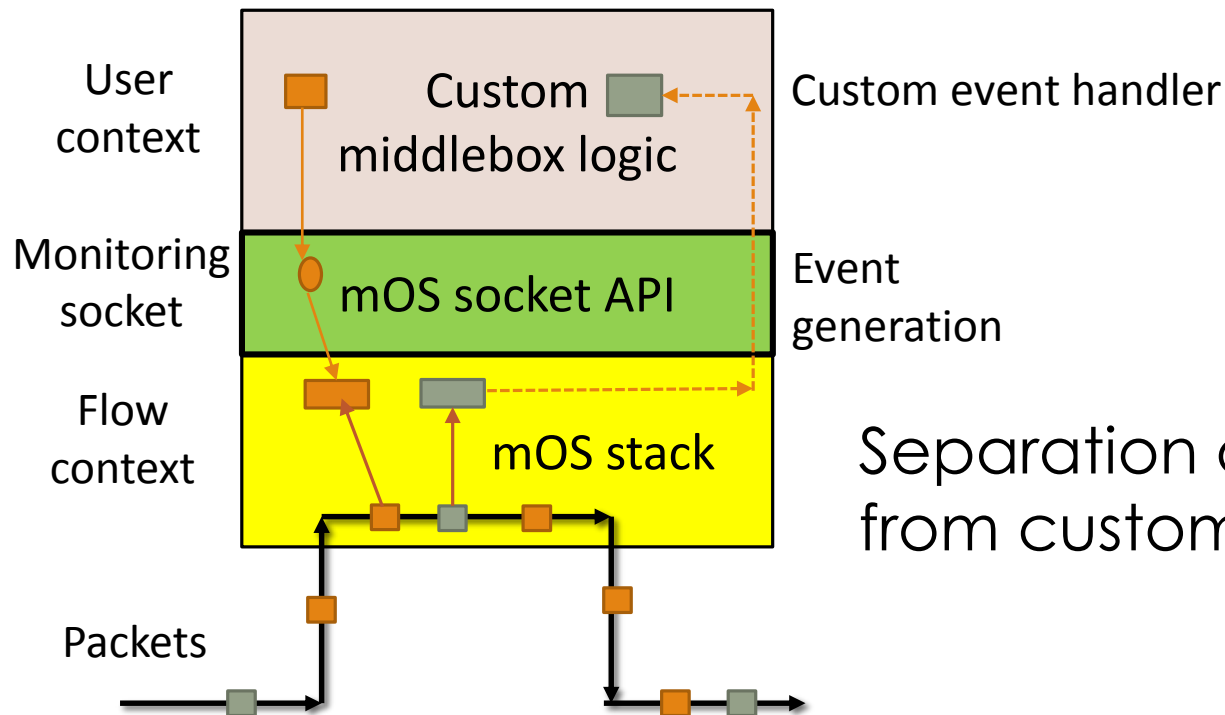 User
context
Custom
middlebox logic
Custom event handler
Monitoring
socket
mOS socket API
Event
generation
Flow
context
mOS stack
Separation
from custom
Packets